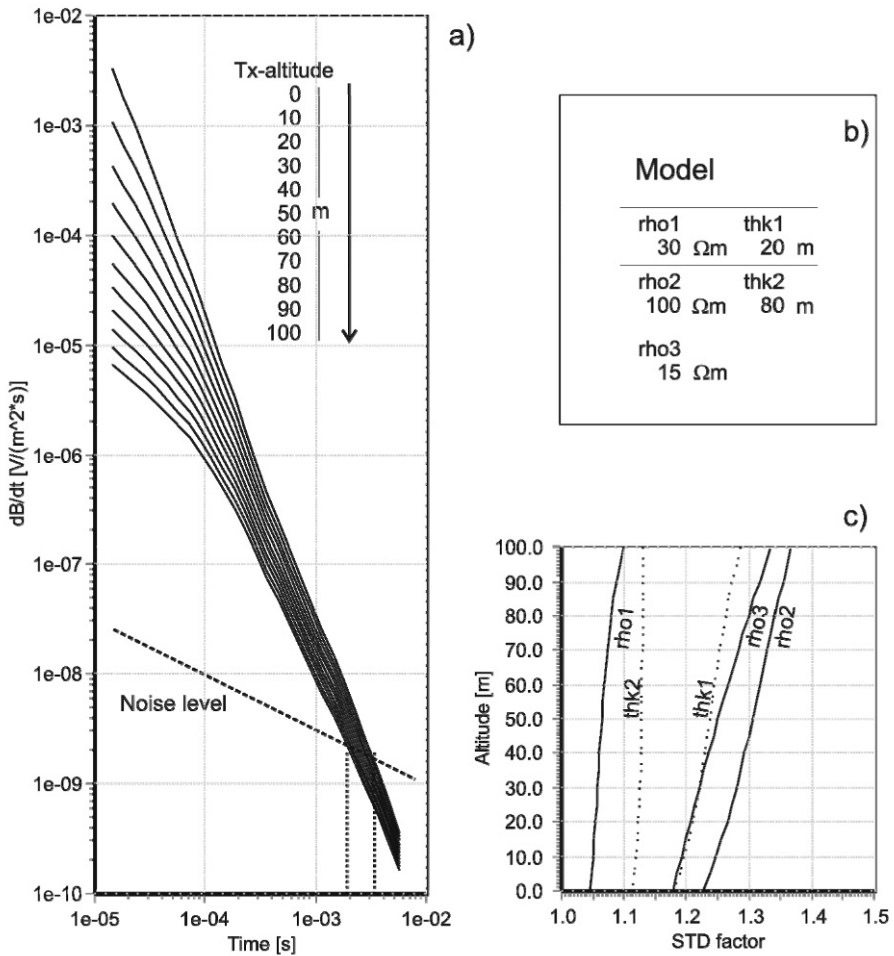 a)
1e-02
1e-03
1e-04
1e-05
1e-06
1e-07
1e-08
1e-09
1e-10
dB/dt [V/(m^2*s)]
Tx-altitude
0
10
20
30
40
50 m
60
70
80
90
100
Noise level
1e-05 1e-04 1e-03 1e-02
Time [s]
b)
Model
rho1 thk1
30 Ωm 20 m
rho2 thk2
100 Ωm 80 m
rho3
15 Ωm
c)
100.0
90.0
80.0
70.0
60.0
50.0
40.0
30.0
20.0
10.0
0.0
Altitude [m]
rho1
thk2
thk1
rho3
rho2
1.0 1.1 1.2 1.3 1.4 1.5
STD factor